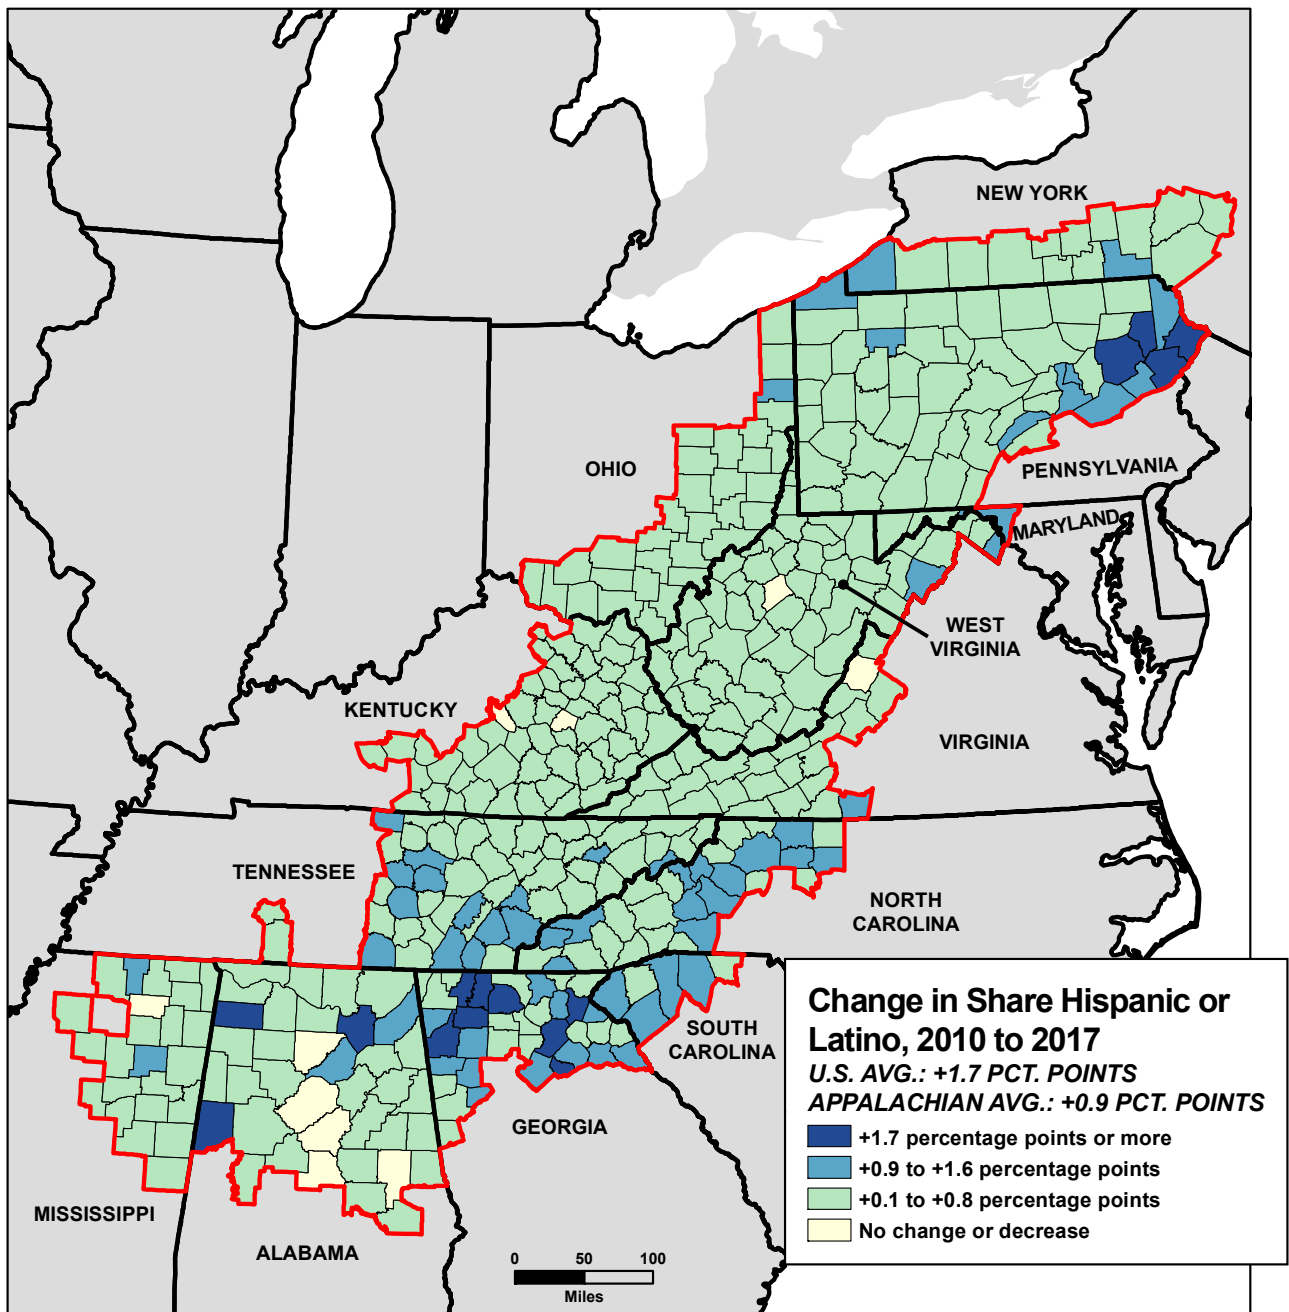 NEW YORK
OHIO
PENNSYLVANIA
MARYLAND
WEST
VIRGINIA
KENTUCKY
VIRGINIA
TENNESSEE
NORTH
CAROLINA
SOUTH
CAROLINA
GEORGIA
MISSISSIPPI
ALABAMA
Change in Share Hispanic or
Latino, 2010 to 2017
U.S. AVG.: +1.7 PCT. POINTS
APPALACHIAN AVG.: +0.9 PCT. POINTS
+1.7 percentage points or more
+0.9 to +1.6 percentage points
+0.1 to +0.8 percentage points
No change or decrease
0 50 100
Miles